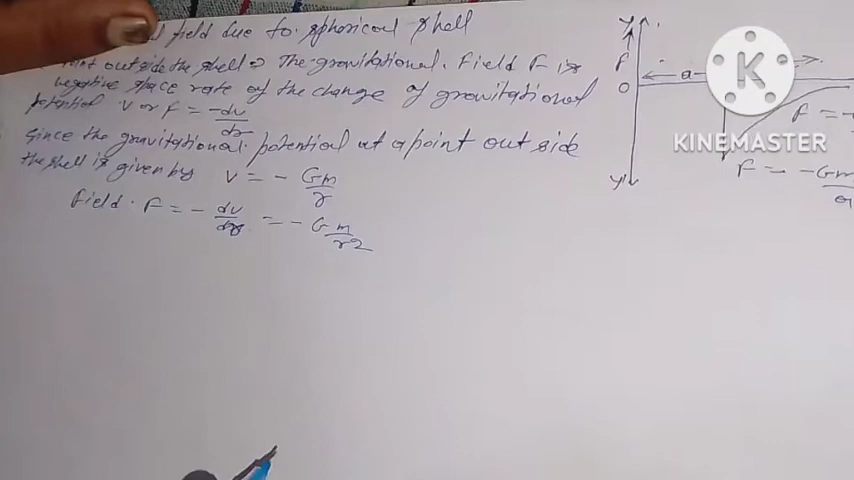 field due to spherical shell
outside the shell ⇒ The gravitational. Field F is
negative space rate of the change of gravitational
potential V or F = -dv/dr
Since the gravitational potential at a point out side
the shell is given by V = - Gm/r
Field. F = - dv/dr = - G m/r2
Y
F
O
a
Y'
F = -
F = - Gm/a
K
KINEMASTER